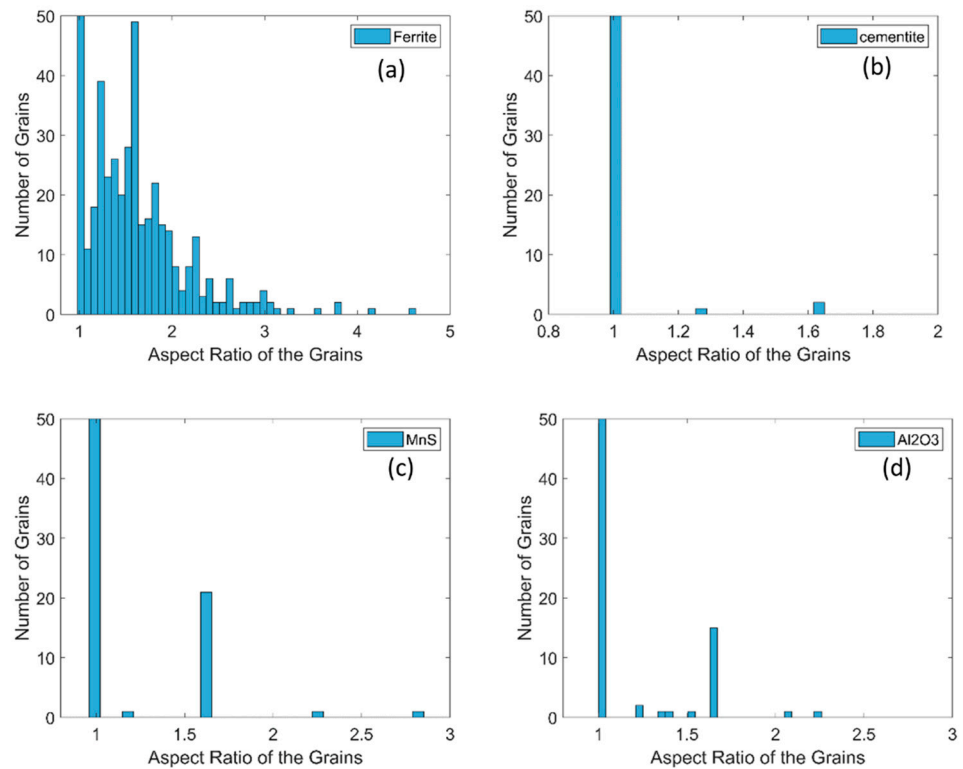 50
40
30
20
10
0
Number of Grains
Ferrite
(a)
1 2 3 4 5
Aspect Ratio of the Grains
50
40
30
20
10
0
Number of Grains
cementite
(b)
0.8 1 1.2 1.4 1.6 1.8 2
Aspect Ratio of the Grains
50
40
30
20
10
0
Number of Grains
MnS
(c)
1 1.5 2 2.5 3
Aspect Ratio of the Grains
50
40
30
20
10
0
Number of Grains
Al2O3
(d)
1 1.5 2 2.5 3
Aspect Ratio of the Grains